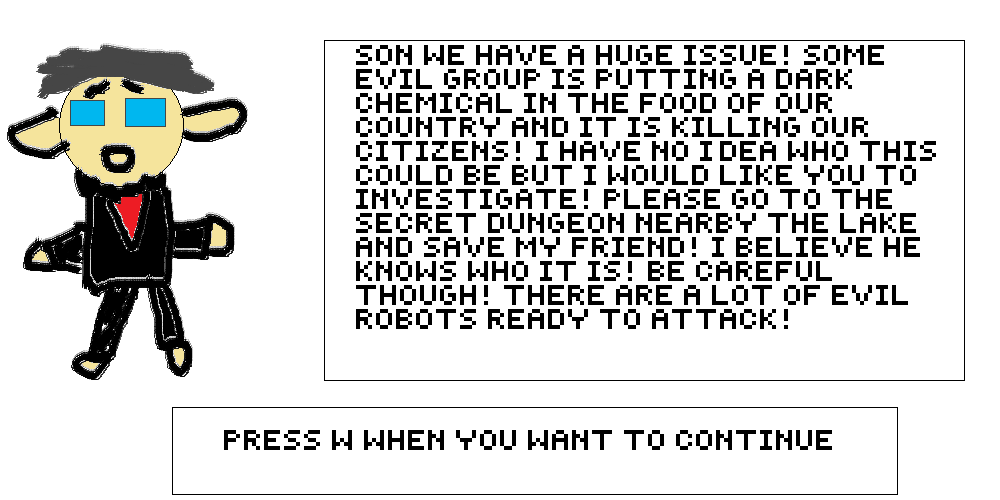 SON WE HAVE A HUGE ISSUE! SOME
EVIL GROUP IS PUTTING A DARK
CHEMICAL IN THE FOOD OF OUR
COUNTRY AND IT IS KILLING OUR
CITIZENS! I HAVE NO IDEA WHO THIS
COULD BE BUT I WOULD LIKE YOU TO
INVESTIGATE! PLEASE GO TO THE
SECRET DUNGEON NEARBY THE LAKE
AND SAVE MY FRIEND! I BELIEVE HE
KNOWS WHO IT IS! BE CAREFUL
THOUGH! THERE ARE A LOT OF EVIL
ROBOTS READY TO ATTACK!
PRESS W WHEN YOU WANT TO CONTINUE